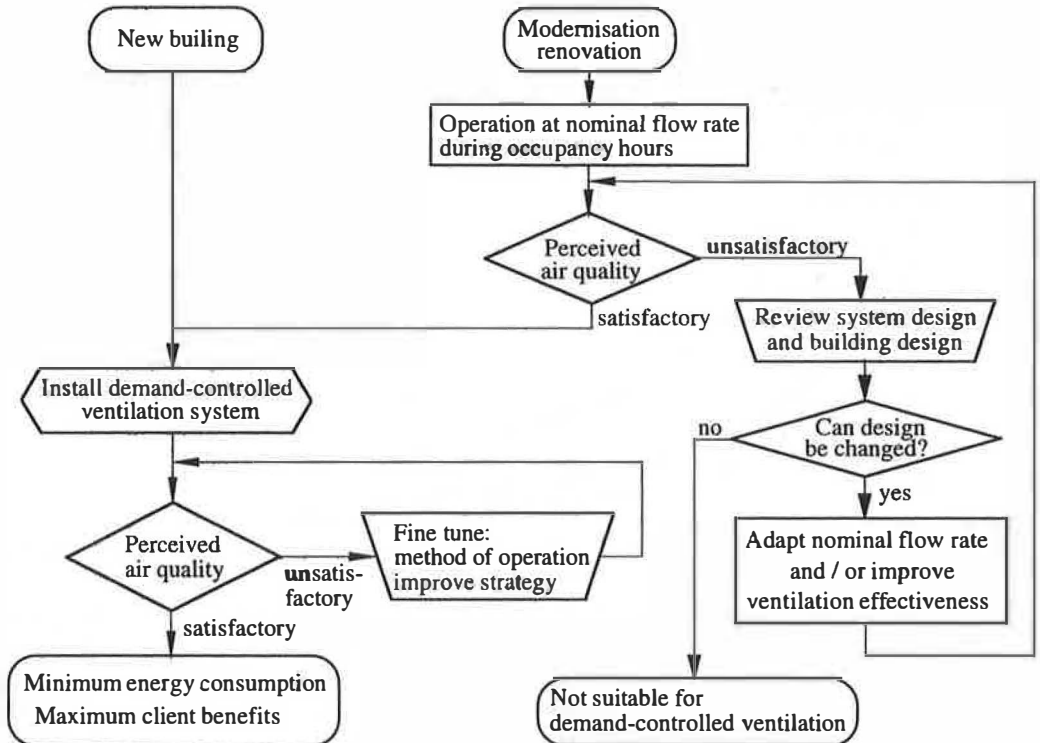 New builing
Modernisation
renovation
Operation at nominal flow rate
during occupancy hours
Perceived
air quality
unsatisfactory
satisfactory
Review system design
and building design
Install demand-controlled
ventilation system
no
Can design
be changed?
yes
Perceived
air quality
unsatis-
factory
Fine tune:
method of operation
improve strategy
Adapt nominal flow rate
and / or improve
ventilation effectiveness
satisfactory
Minimum energy consumption
Maximum client benefits
Not suitable for
demand-controlled ventilation